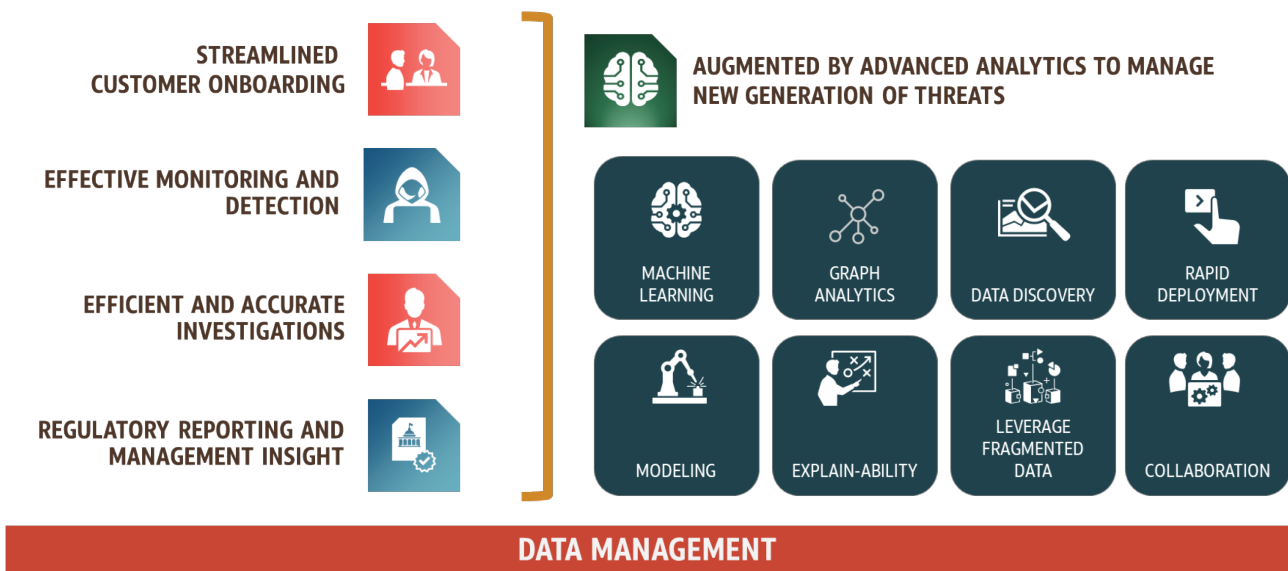 STREAMLINED
CUSTOMER ONBOARDING
EFFECTIVE MONITORING AND
DETECTION
EFFICIENT AND ACCURATE
INVESTIGATIONS
REGULATORY REPORTING AND
MANAGEMENT INSIGHT
AUGMENTED BY ADVANCED ANALYTICS TO MANAGE
NEW GENERATION OF THREATS
MACHINE
LEARNING
GRAPH
ANALYTICS
DATA DISCOVERY
RAPID
DEPLOYMENT
MODELING
EXPLAIN-ABILITY
LEVERAGE
FRAGMENTED
DATA
COLLABORATION
DATA MANAGEMENT